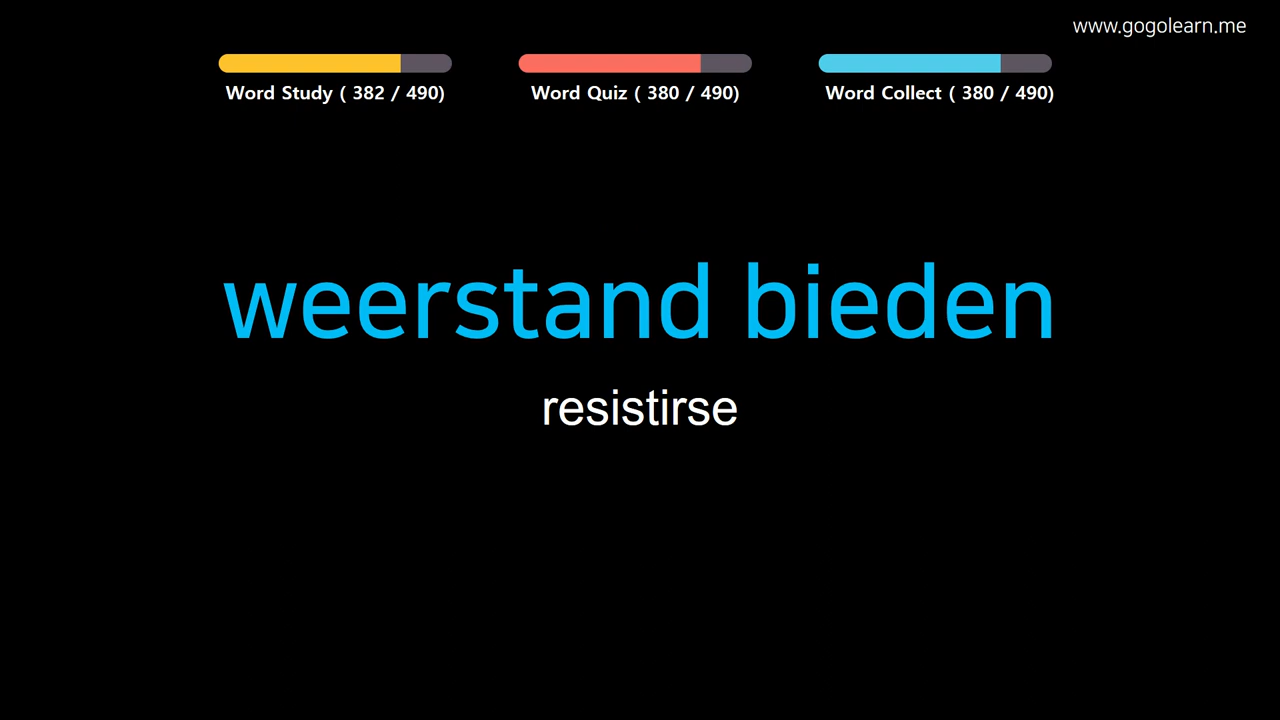 www.gogolearn.me
Word Study ( 382 / 490)
Word Quiz ( 380 / 490)
Word Collect ( 380 / 490)
weerstand bieden
resistirse